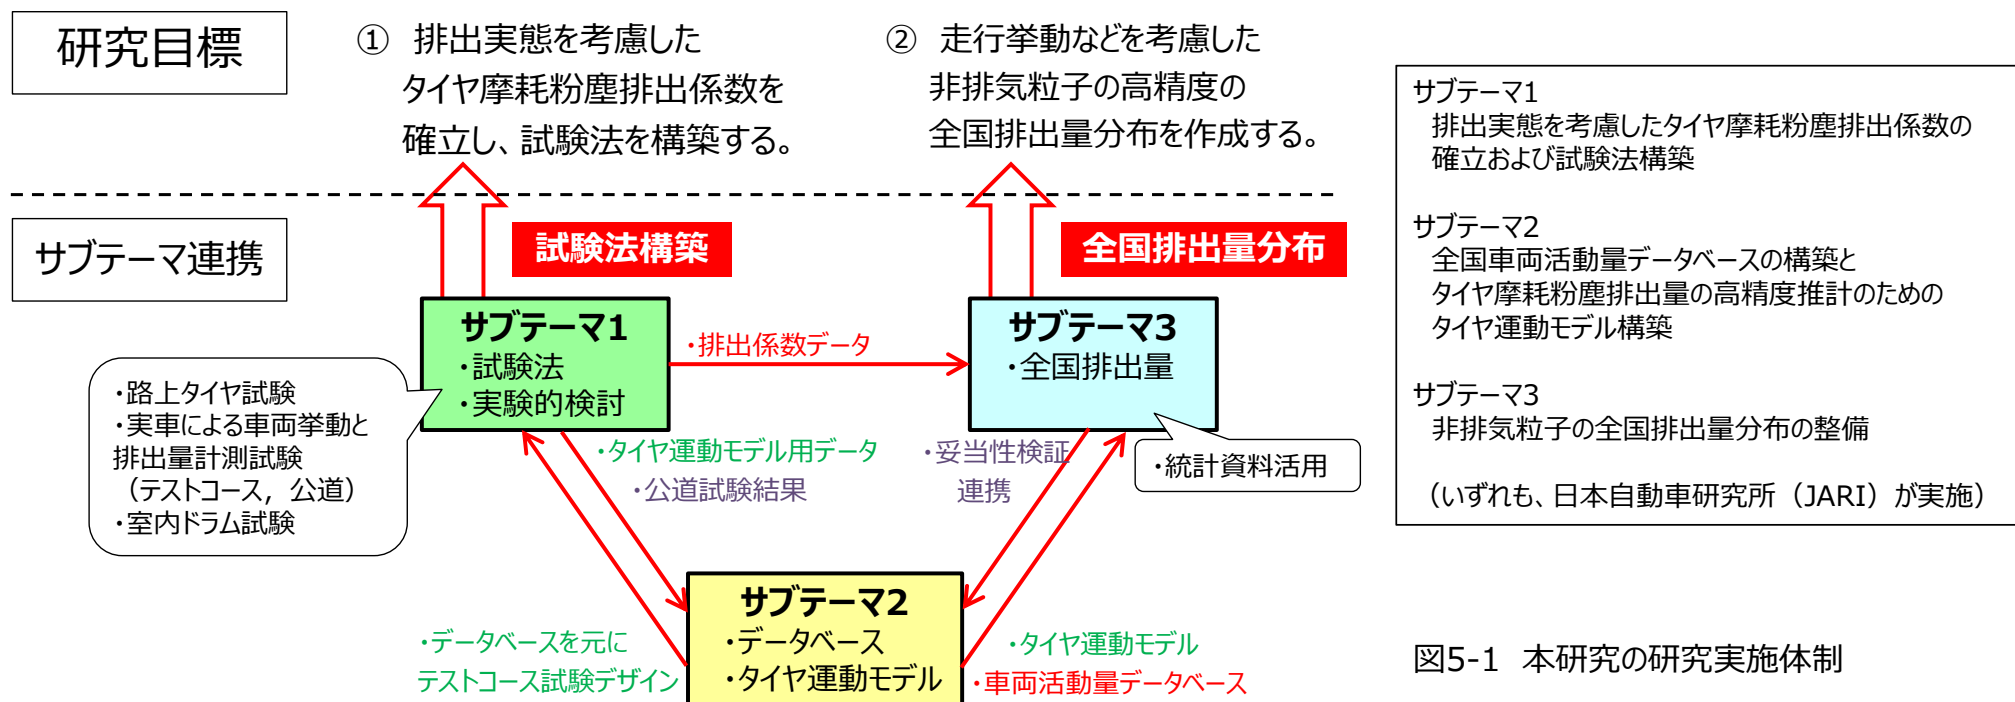 研究目標
① 排出実態を考慮した
タイヤ摩耗粉塵排出係数を
確立し、試験法を構築する。
② 走行挙動などを考慮した
非排気粒子の高精度の
全国排出量分布を作成する。
サブテーマ連携
試験法構築
全国排出量分布
サブテーマ1
・試験法
・実験的検討
・排出係数データ
サブテーマ3
・全国排出量
・路上タイヤ試験
・実車による車両挙動と
排出量計測試験
（テストコース，公道）
・室内ドラム試験
・タイヤ運動モデル用データ
・公道試験結果
・妥当性検証
連携
・統計資料活用
サブテーマ2
・データベース
・タイヤ運動モデル
・データベースを元に
テストコース試験デザイン
・タイヤ運動モデル
・車両活動量データベース
サブテーマ1
排出実態を考慮したタイヤ摩耗粉塵排出係数の
確立および試験法構築
サブテーマ2
全国車両活動量データベースの構築と
タイヤ摩耗粉塵排出量の高精度推計のための
タイヤ運動モデル構築
サブテーマ3
非排気粒子の全国排出量分布の整備
（いずれも、日本自動車研究所（JARI）が実施）
図5-1 本研究の研究実施体制